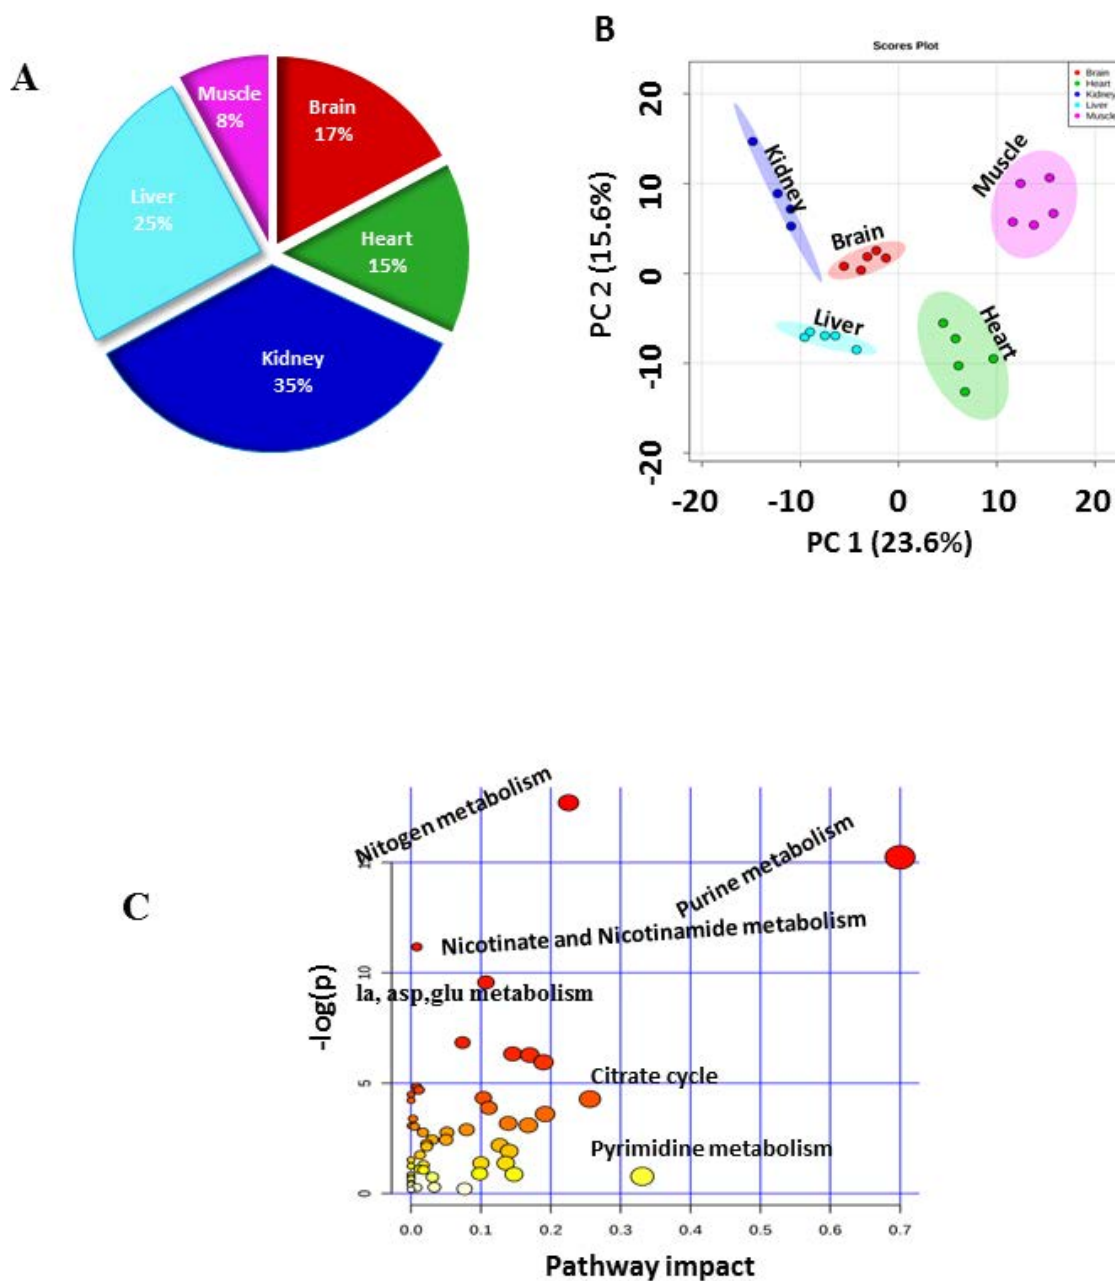 A
Muscle
8%
Brain
17%
Liver
25%
Heart
15%
Kidney
35%
B
Scores Plot
Brain
Heart
Kidney
Liver
Muscle
Kidney
Brain
Muscle
Liver
Heart
PC 2 (15.6%)
20
10
0
-10
-20
-20
-10
0
10
20
PC 1 (23.6%)
C
Nitogen metabolism
Purine metabolism
Nicotinate and Nicotinamide metabolism
la, asp,glu metabolism
Citrate cycle
Pyrimidine metabolism
-log(p)
15
10
5
0
0.0
0.1
0.2
0.3
0.4
0.5
0.6
0.7
Pathway impact